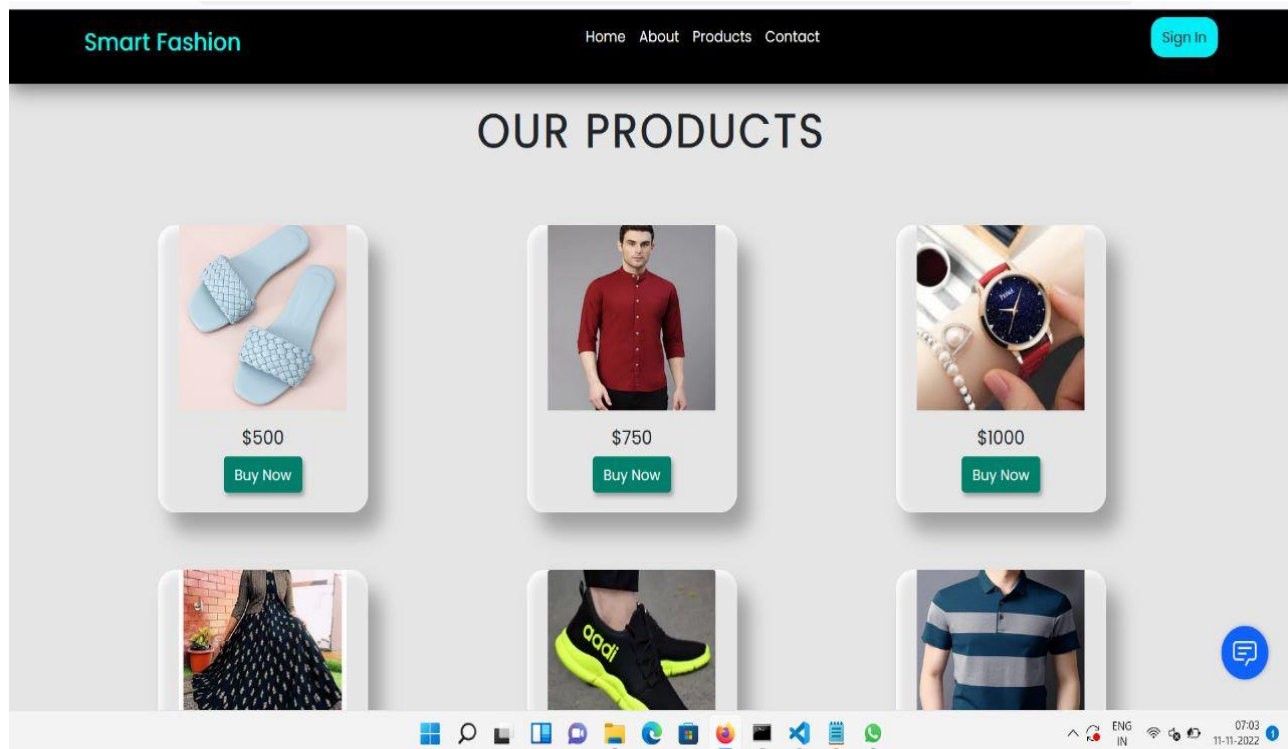 Smart Fashion
Home About Products Contact
Sign In
OUR PRODUCTS
$500
Buy Now
$750
Buy Now
$1000
Buy Now
aadi
ENG
IN
07:03
11-11-2022
1